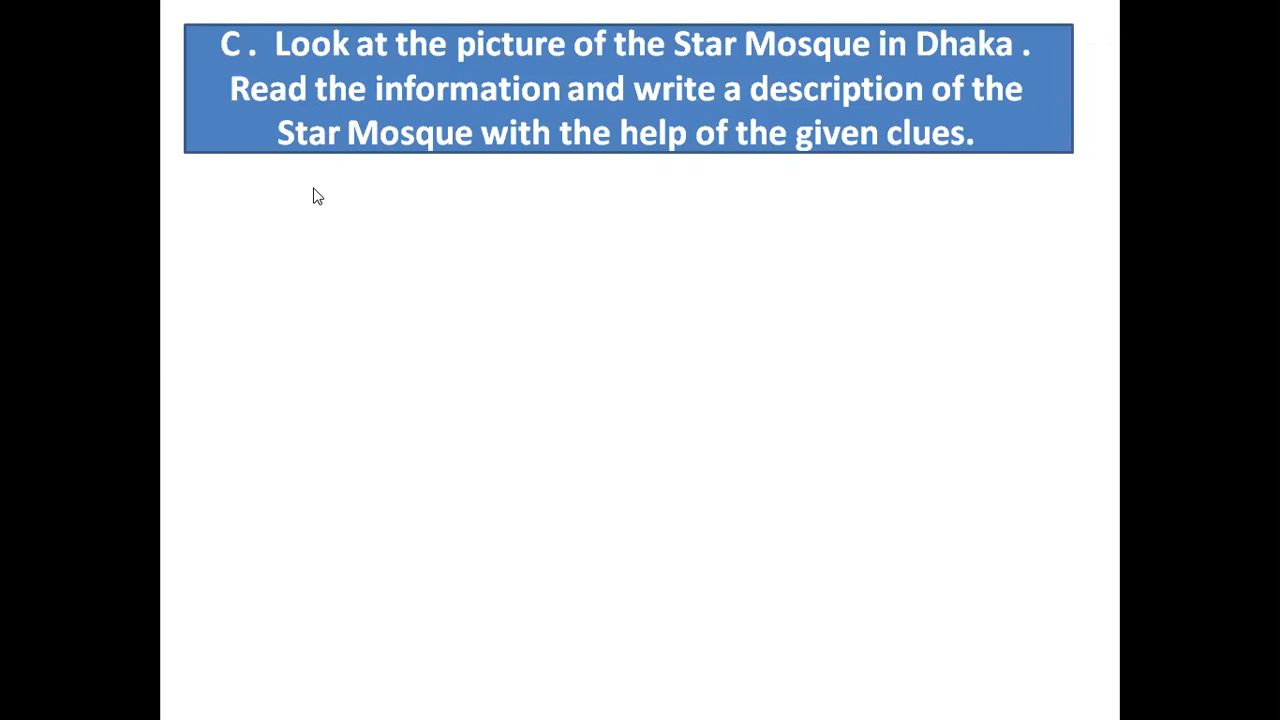 C .  Look at the picture of the Star Mosque in Dhaka .
Read the information and write a description of the
Star Mosque with the help of the given clues.